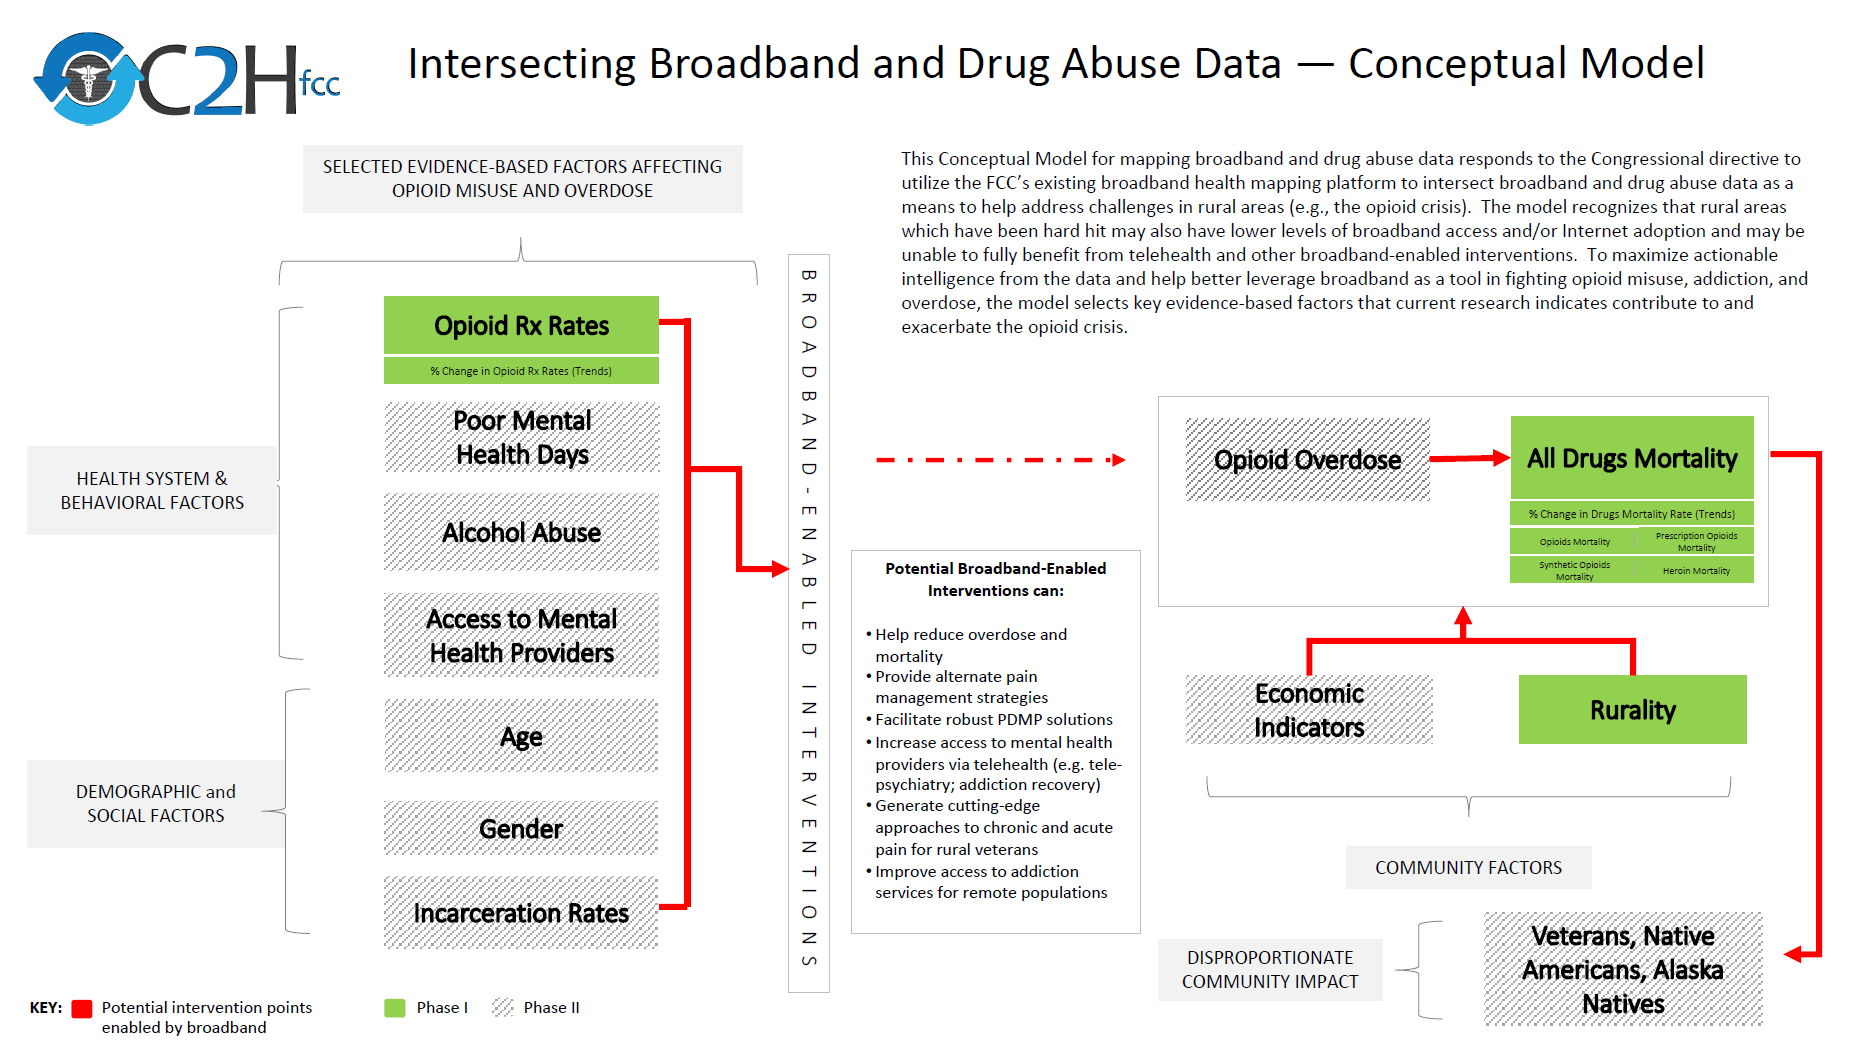 C2Hfcc
Intersecting Broadband and Drug Abuse Data — Conceptual Model
SELECTED EVIDENCE-BASED FACTORS AFFECTING
OPIOID MISUSE AND OVERDOSE
This Conceptual Model for mapping broadband and drug abuse data responds to the Congressional directive to
utilize the FCC’s existing broadband health mapping platform to intersect broadband and drug abuse data as a
means to help address challenges in rural areas (e.g., the opioid crisis).  The model recognizes that rural areas
which have been hard hit may also have lower levels of broadband access and/or Internet adoption and may be
unable to fully benefit from telehealth and other broadband-enabled interventions.  To maximize actionable
intelligence from the data and help better leverage broadband as a tool in fighting opioid misuse, addiction, and
overdose, the model selects key evidence-based factors that current research indicates contribute to and
exacerbate the opioid crisis.
HEALTH SYSTEM &
BEHAVIORAL FACTORS
Opioid Rx Rates
% Change in Opioid Rx Rates (Trends)
Poor Mental
Health Days
Alcohol Abuse
Access to Mental
Health Providers
DEMOGRAPHIC and
SOCIAL FACTORS
Age
Gender
Incarceration Rates
BROADBAND-ENABLED INTERVENTIONS
Potential Broadband-Enabled
Interventions can:
• Help reduce overdose and
mortality
• Provide alternate pain
management strategies
• Facilitate robust PDMP solutions
• Increase access to mental health
providers via telehealth (e.g. tele-
psychiatry; addiction recovery)
• Generate cutting-edge
approaches to chronic and acute
pain for rural veterans
• Improve access to addiction
services for remote populations
Opioid Overdose
All Drugs Mortality
% Change in Drugs Mortality Rate (Trends)
Opioids Mortality
Prescription Opioids
Mortality
Synthetic Opioids
Mortality
Heroin Mortality
Economic
Indicators
Rurality
COMMUNITY FACTORS
DISPROPORTIONATE
COMMUNITY IMPACT
Veterans, Native
Americans, Alaska
Natives
KEY:
Potential intervention points
enabled by broadband
Phase I
Phase II